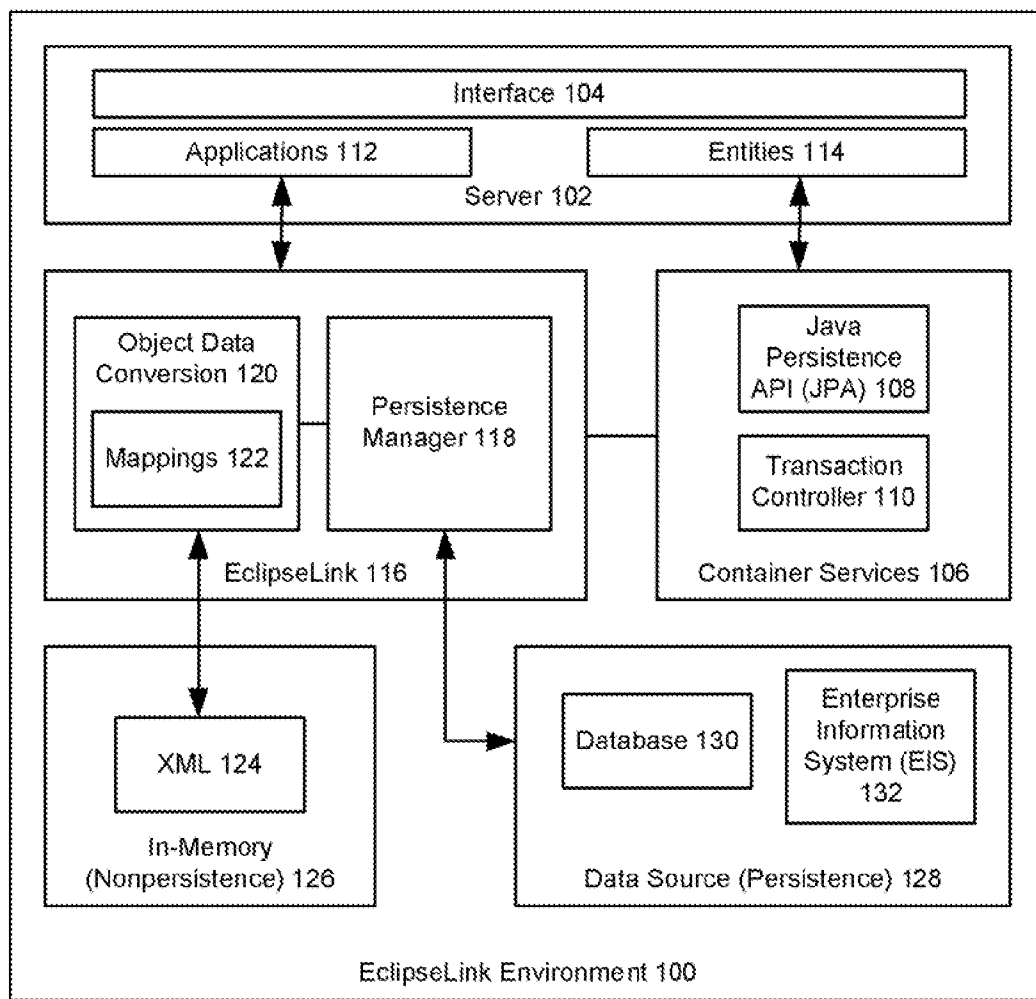 Interface 104
Applications 112
Entities 114
Server 102
Object Data
Conversion 120
Mappings 122
Persistence
Manager 118
EclipseLink 116
Java
Persistence
API (JPA) 108
Transaction
Controller 110
Container Services 106
XML 124
In-Memory
(Nonpersistence) 126
Database 130
Enterprise
Information
System (EIS)
132
Data Source (Persistence) 128
EclipseLink Environment 100